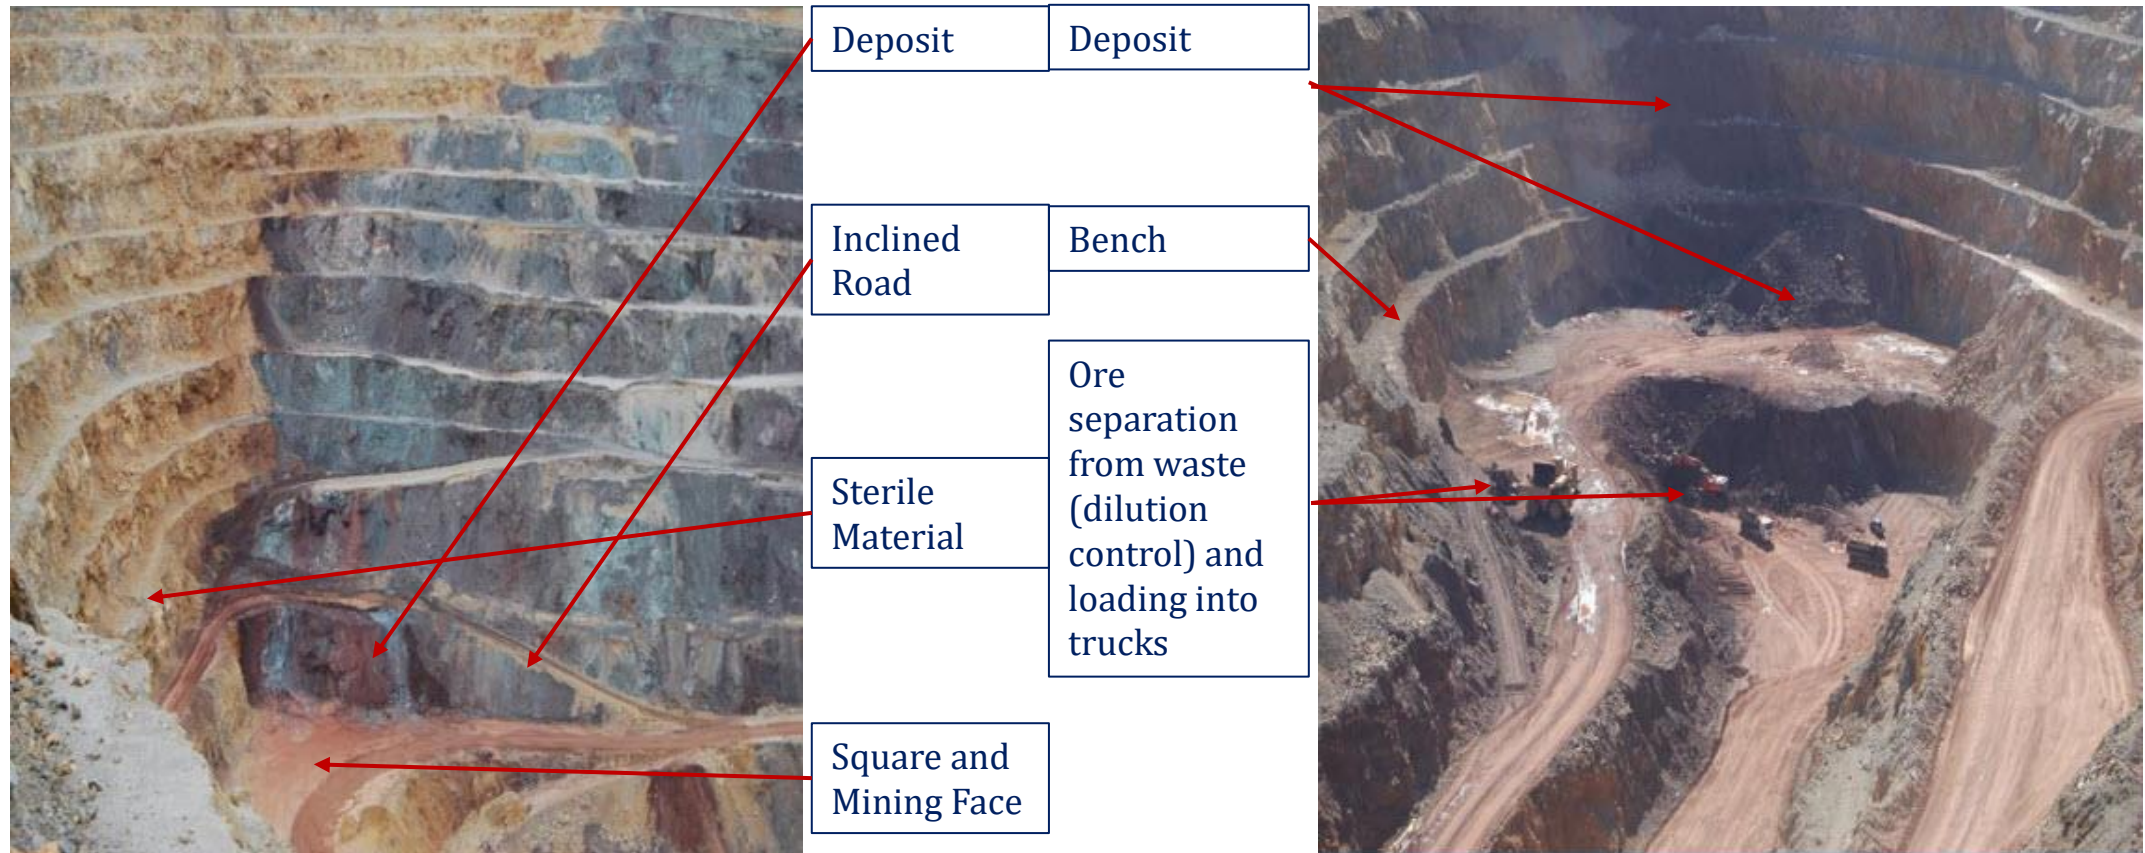 Deposit
Inclined
Road
Sterile
Material
Square and
Mining Face
Deposit
Bench
Ore
separation
from waste
(dilution
control) and
loading into
trucks